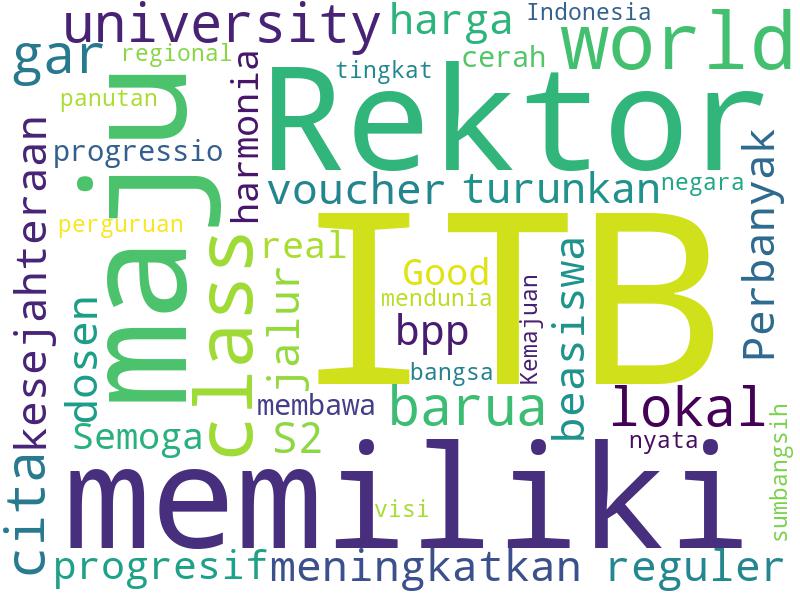 university
harga
Indonesia
world
gar
regional
tingkat
cerah
panutan
maju
harmonia
Rektor
progressio
kesejahteraan
voucher
turunkan
negara
Perbanyak
perguruan
class
real
ITB
Good
mendunia
jalur
bpp
Kemajuan
beasiswa
dosen
bangsa
membawa
barua
lokal
Semoga
S2
nyata
sumbangsih
cita
memiliki
visi
progresif
meningkatkan
reguler